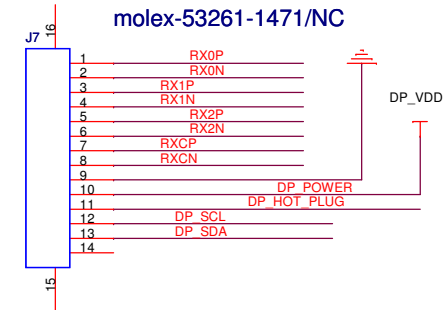 molex-53261-1471/NC
J7
16
1 RX0P
2 RX0N
3 RX1P
4 RX1N
5 RX2P
6 RX2N
7 RXCP
8 RXCN
9
10 DP_POWER
11 DP_HOT_PLUG
12 DP_SCL
13 DP_SDA
14
15
DP_VDD